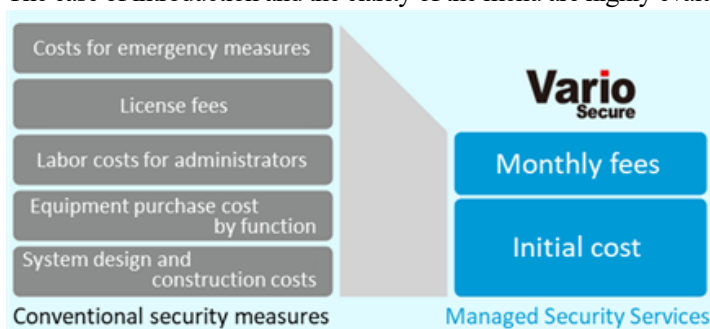 Costs for emergency measures
License fees
Labor costs for administrators
Equipment purchase cost
by function
System design and
construction costs
Conventional security measures
Vario
Secure
Monthly fees
Initial cost
Managed Security Services